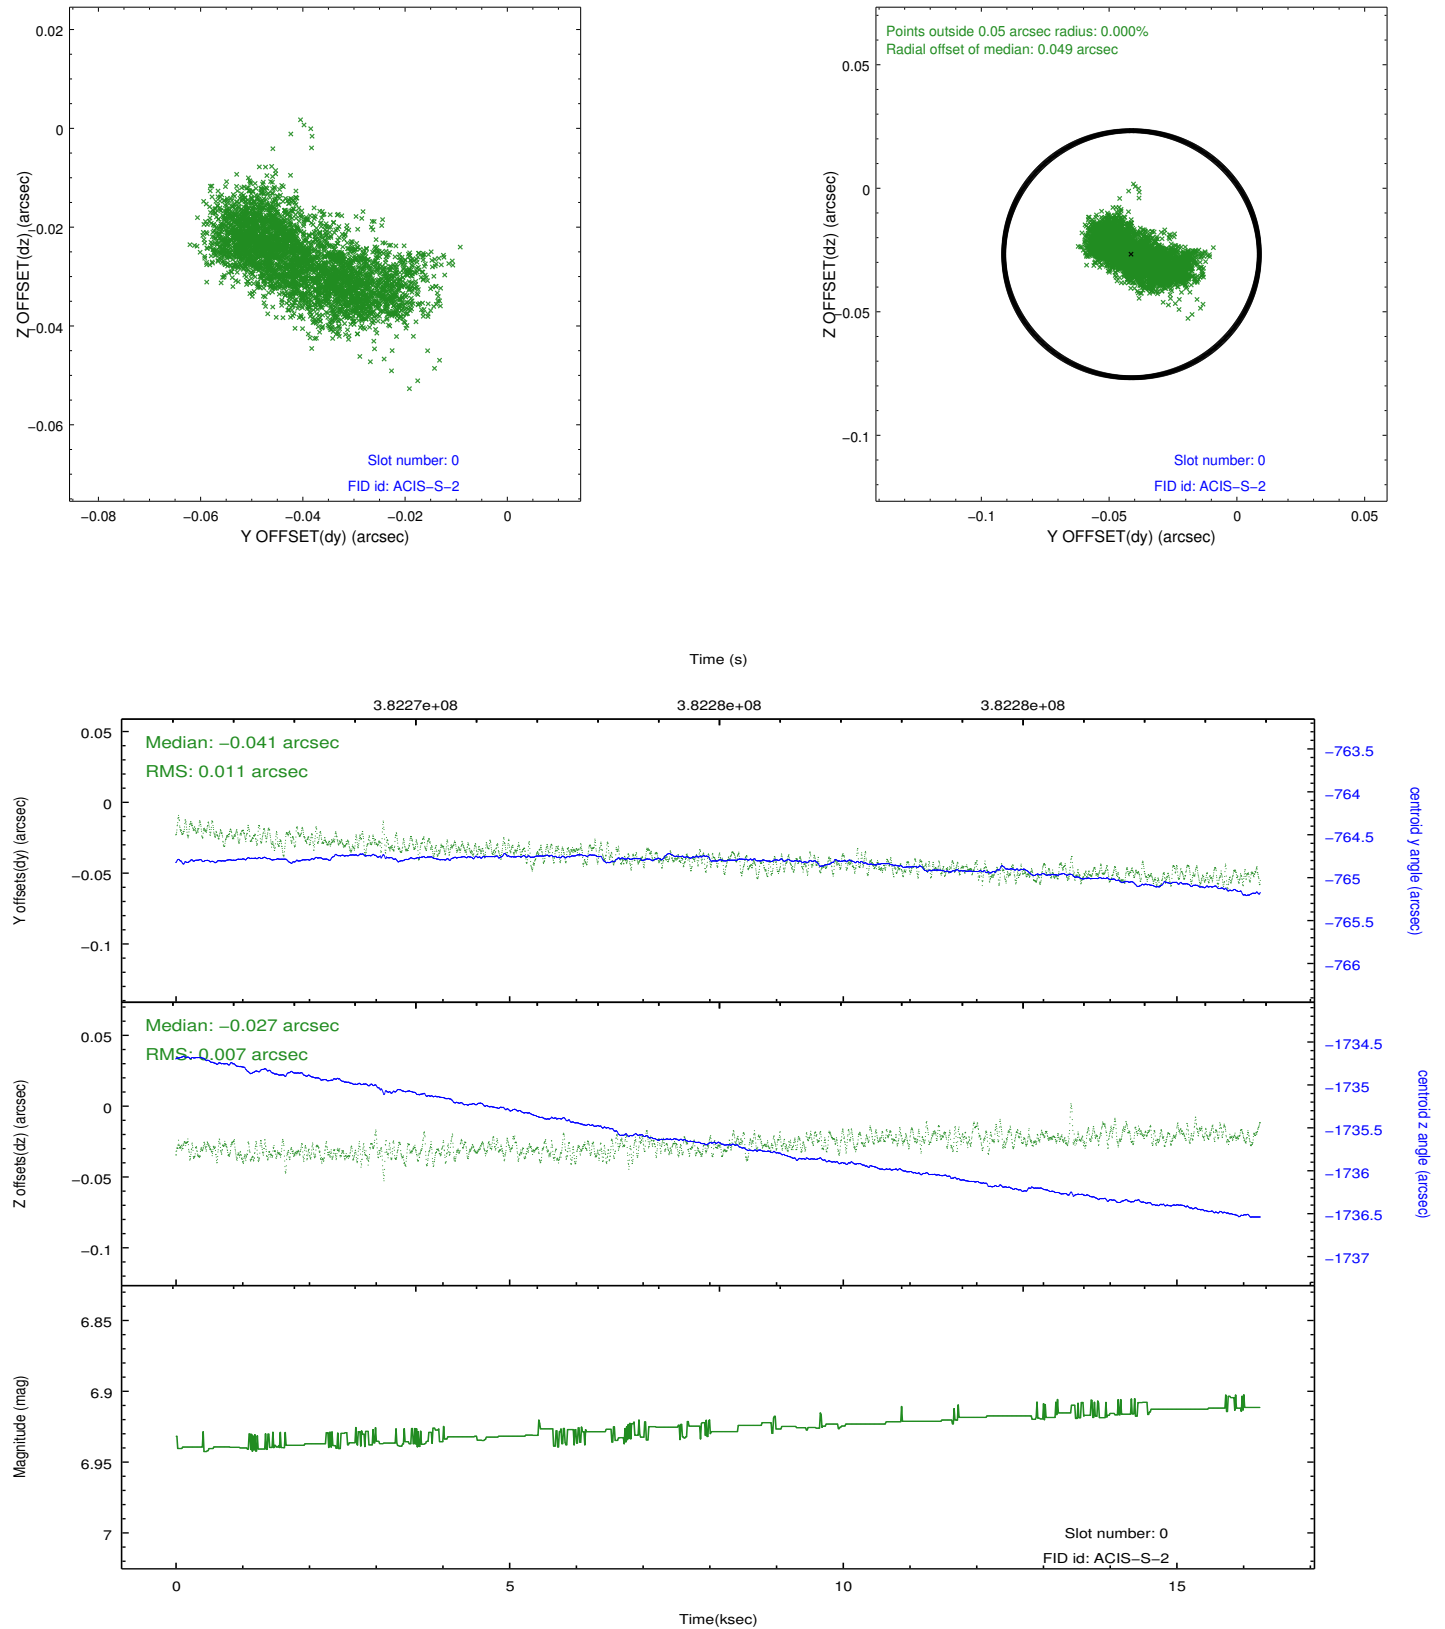 0.02
0
−0.02
−0.04
−0.06
Z OFFSET(dz) (arcsec)
Slot number: 0
FID id: ACIS−S−2
−0.08
−0.06
−0.04
−0.02
0
Y OFFSET(dy) (arcsec)
Points outside 0.05 arcsec radius: 0.000%
Radial offset of median: 0.049 arcsec
0.05
0
−0.05
−0.1
Z OFFSET(dz) (arcsec)
Slot number: 0
FID id: ACIS−S−2
−0.1
−0.05
0
0.05
Y OFFSET(dy) (arcsec)
Time (s)
3.8227e+08
3.8228e+08
3.8228e+08
Median: −0.041 arcsec
RMS: 0.011 arcsec
0.05
0
−0.05
−0.1
Y offsets(dy) (arcsec)
−763.5
−764
−764.5
−765
−765.5
−766
centroid y angle (arcsec)
Median: −0.027 arcsec
RMS: 0.007 arcsec
0.05
0
−0.05
−0.1
Z offsets(dz) (arcsec)
−1734.5
−1735
−1735.5
−1736
−1736.5
−1737
centroid z angle (arcsec)
6.85
6.9
6.95
7
Magnitude (mag)
Slot number: 0
FID id: ACIS−S−2
0
5
10
15
Time(ksec)